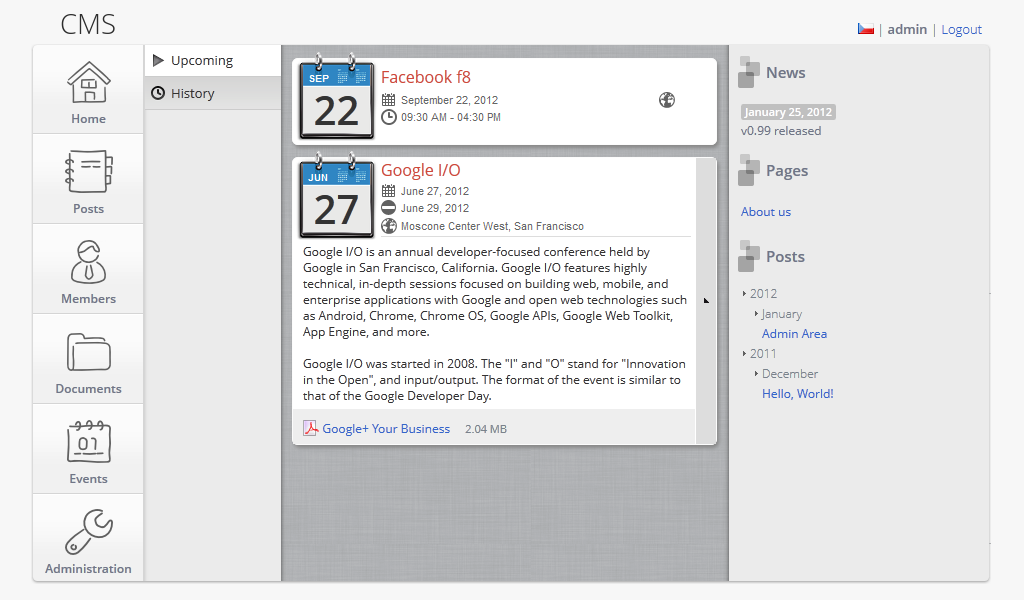 CMS
| admin | Logout
Home
Posts
Members
Documents
01
Events
Administration
Upcoming
History
SEP
22
Facebook f8
September 22, 2012
09:30 AM - 04:30 PM
JUN
27
Google I/O
June 27, 2012
June 29, 2012
Moscone Center West, San Francisco
Google I/O is an annual developer-focused conference held by
Google in San Francisco, California. Google I/O features highly
technical, in-depth sessions focused on building web, mobile, and
enterprise applications with Google and open web technologies such
as Android, Chrome, Chrome OS, Google APIs, Google Web Toolkit,
App Engine, and more.
Google I/O was started in 2008. The "I" and "O" stand for "Innovation
in the Open", and input/output. The format of the event is similar to
that of the Google Developer Day.
Google+ Your Business 2.04 MB
News
January 25, 2012
v0.99 released
Pages
About us
Posts
2012
January
Admin Area
2011
December
Hello, World!